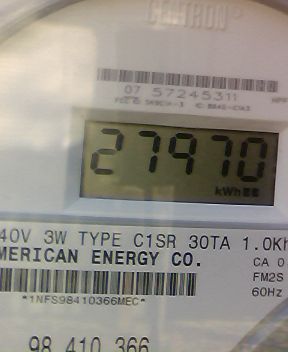 CENTRON®
07 57245311
27970
kWh
40V 3W TYPE C1SR 30TA 1.0Kh
MERICAN ENERGY CO.
CA 0
FM2S
60Hz
*1NFS98410366MEC*
98 410 366